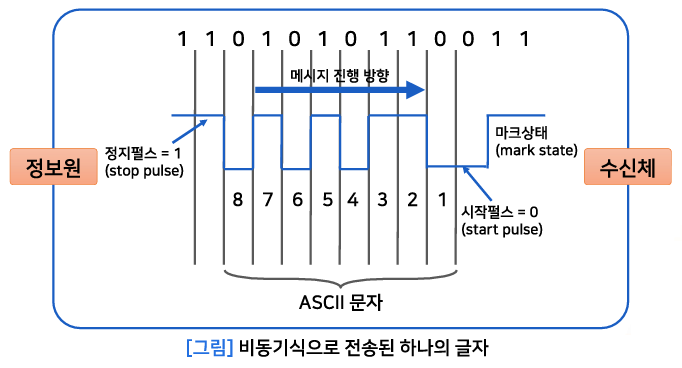 1 1 0 1 0 1 0 1 1 0 0 1 1
메시지 진행 방향
정지펄스 = 1
(stop pulse)
마크상태
(mark state)
정보원
수신체
8 7 6 5 4 3 2 1
시작펄스 = 0
(start pulse)
ASCII 문자
[그림] 비동기식으로 전송된 하나의 글자